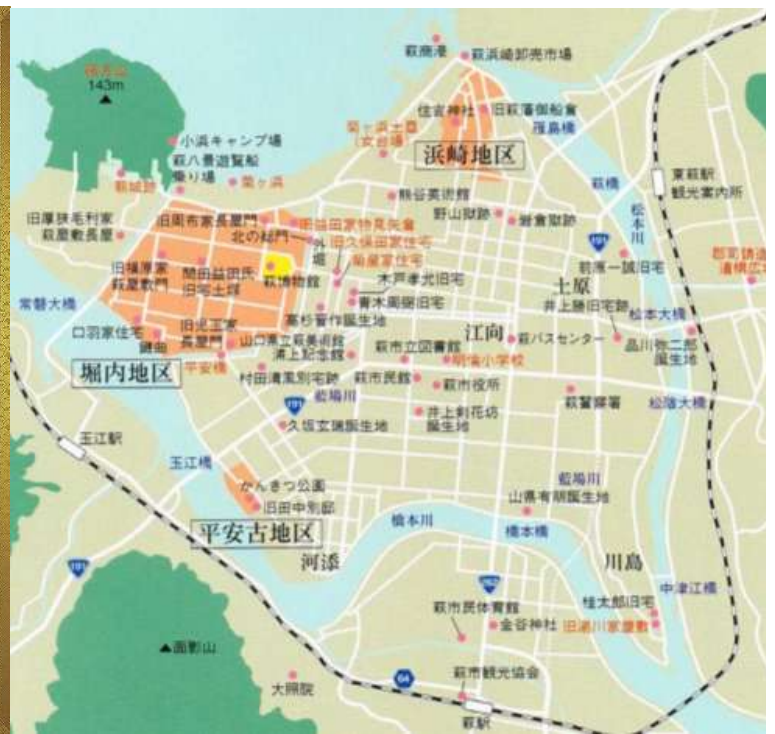 指月山
143m
萩商港
萩浜崎卸売市場
住吉神社
旧萩藩御船倉
雁島橋
菊ヶ浜土塁
(女台場)
浜崎地区
小浜キャンプ場
萩八景遊覧船
乗り場
菊ヶ浜
萩城跡
萩橋
東萩駅
観光案内所
熊谷美術館
旧厚狭毛利家
萩屋敷長屋
旧周布家長屋門
旧益田家物見矢倉
北の総門
外堀
旧久保田家住宅
菊屋家住宅
野山獄跡
岩倉獄跡
松本川
191
前原一誠旧宅
旧福原家
萩屋敷門
問田益田氏
旧宅土塀
萩博物館
木戸孝允旧宅
青木周弼旧宅
高杉晋作誕生地
土原
井上勝旧宅跡
松本大橋
常磐大橋
口羽家住宅
鍵曲
旧児玉家
長屋門
平安橋
山口県立萩美術館
浦上記念館
江向
萩バスセンター
品川弥二郎
誕生地
堀内地区
村田清風別宅跡
萩市立図書館
明倫小学校
萩市民館
萩市役所
萩警察署
松陰大橋
藍場川
191
久坂玄瑞誕生地
井上剣花坊
誕生地
玉江駅
玉江橋
かんきつ公園
旧田中別邸
平安古地区
藍場川
山県有朋誕生地
橋本川
橋本橋
河添
川島
191
262
中津江橋
桂太郎旧宅
旧湯川家屋敷
萩市民体育館
金谷神社
面影山
大照院
64
萩市観光協会
萩駅